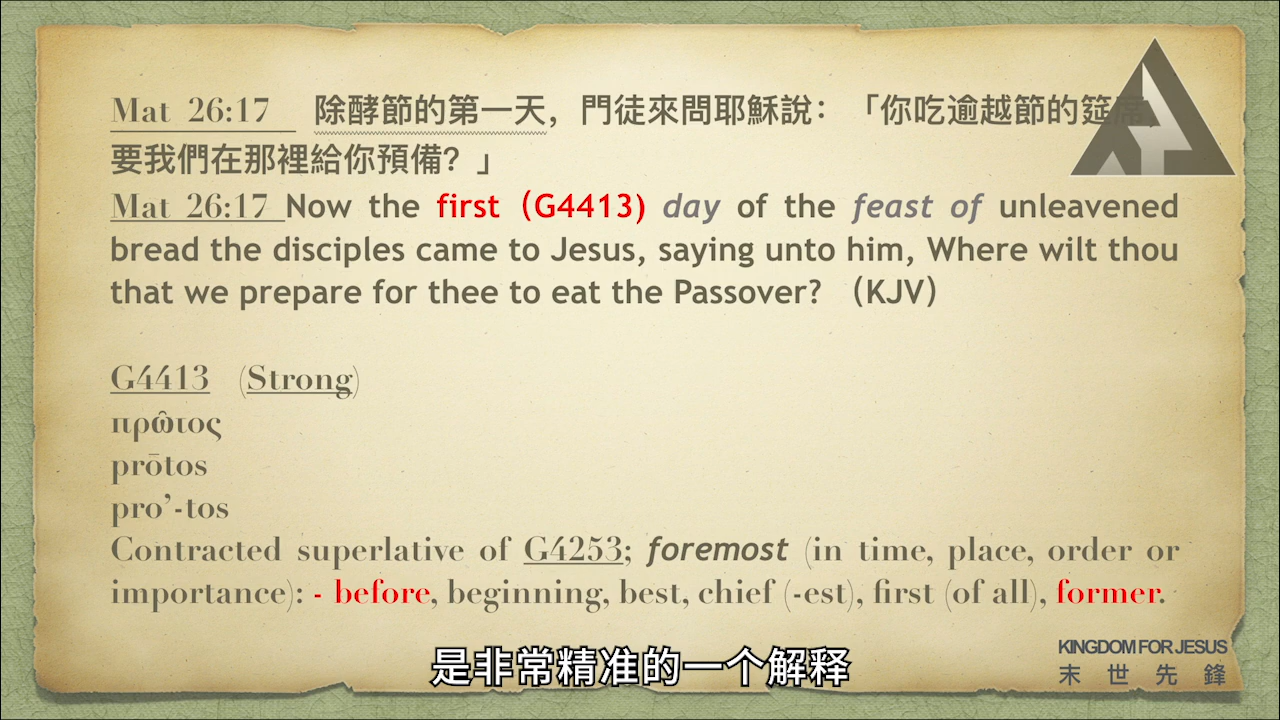 Mat 26:17 除酵節的第一天，門徒來問耶穌說：「你吃逾越節的筵席，
要我們在那裡給你預備？」
Mat 26:17 Now the first（G4413) day of the feast of unleavened
bread the disciples came to Jesus, saying unto him, Where wilt thou
that we prepare for thee to eat the Passover? （KJV）
G4413 (Strong)
πρῶτος
prōtos
pro’-tos
Contracted superlative of G4253; foremost (in time, place, order or
importance): - before, beginning, best, chief (-est), first (of all), former.
是非常精准的一个解释
KINGDOM FOR JESUS
末世先鋒